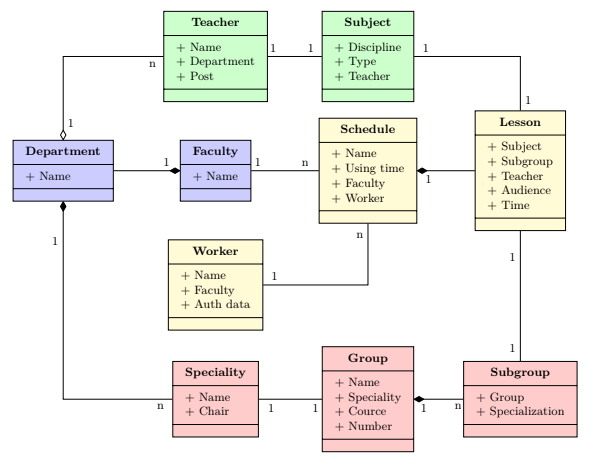 Teacher
+ Name
+ Department
+ Post
n
1
1
Subject
+ Discipline
+ Type
+ Teacher
1
1
Lesson
+ Subject
+ Subgroup
+ Teacher
+ Audience
+ Time
1
Department
+ Name
1
1
Faculty
+ Name
1
n
Schedule
+ Name
+ Using time
+ Faculty
+ Worker
1
n
Worker
+ Name
+ Faculty
+ Auth data
1
1
1
Speciality
+ Name
+ Chair
n
1
1
Group
+ Name
+ Speciality
+ Cource
+ Number
1
n
Subgroup
+ Group
+ Specialization